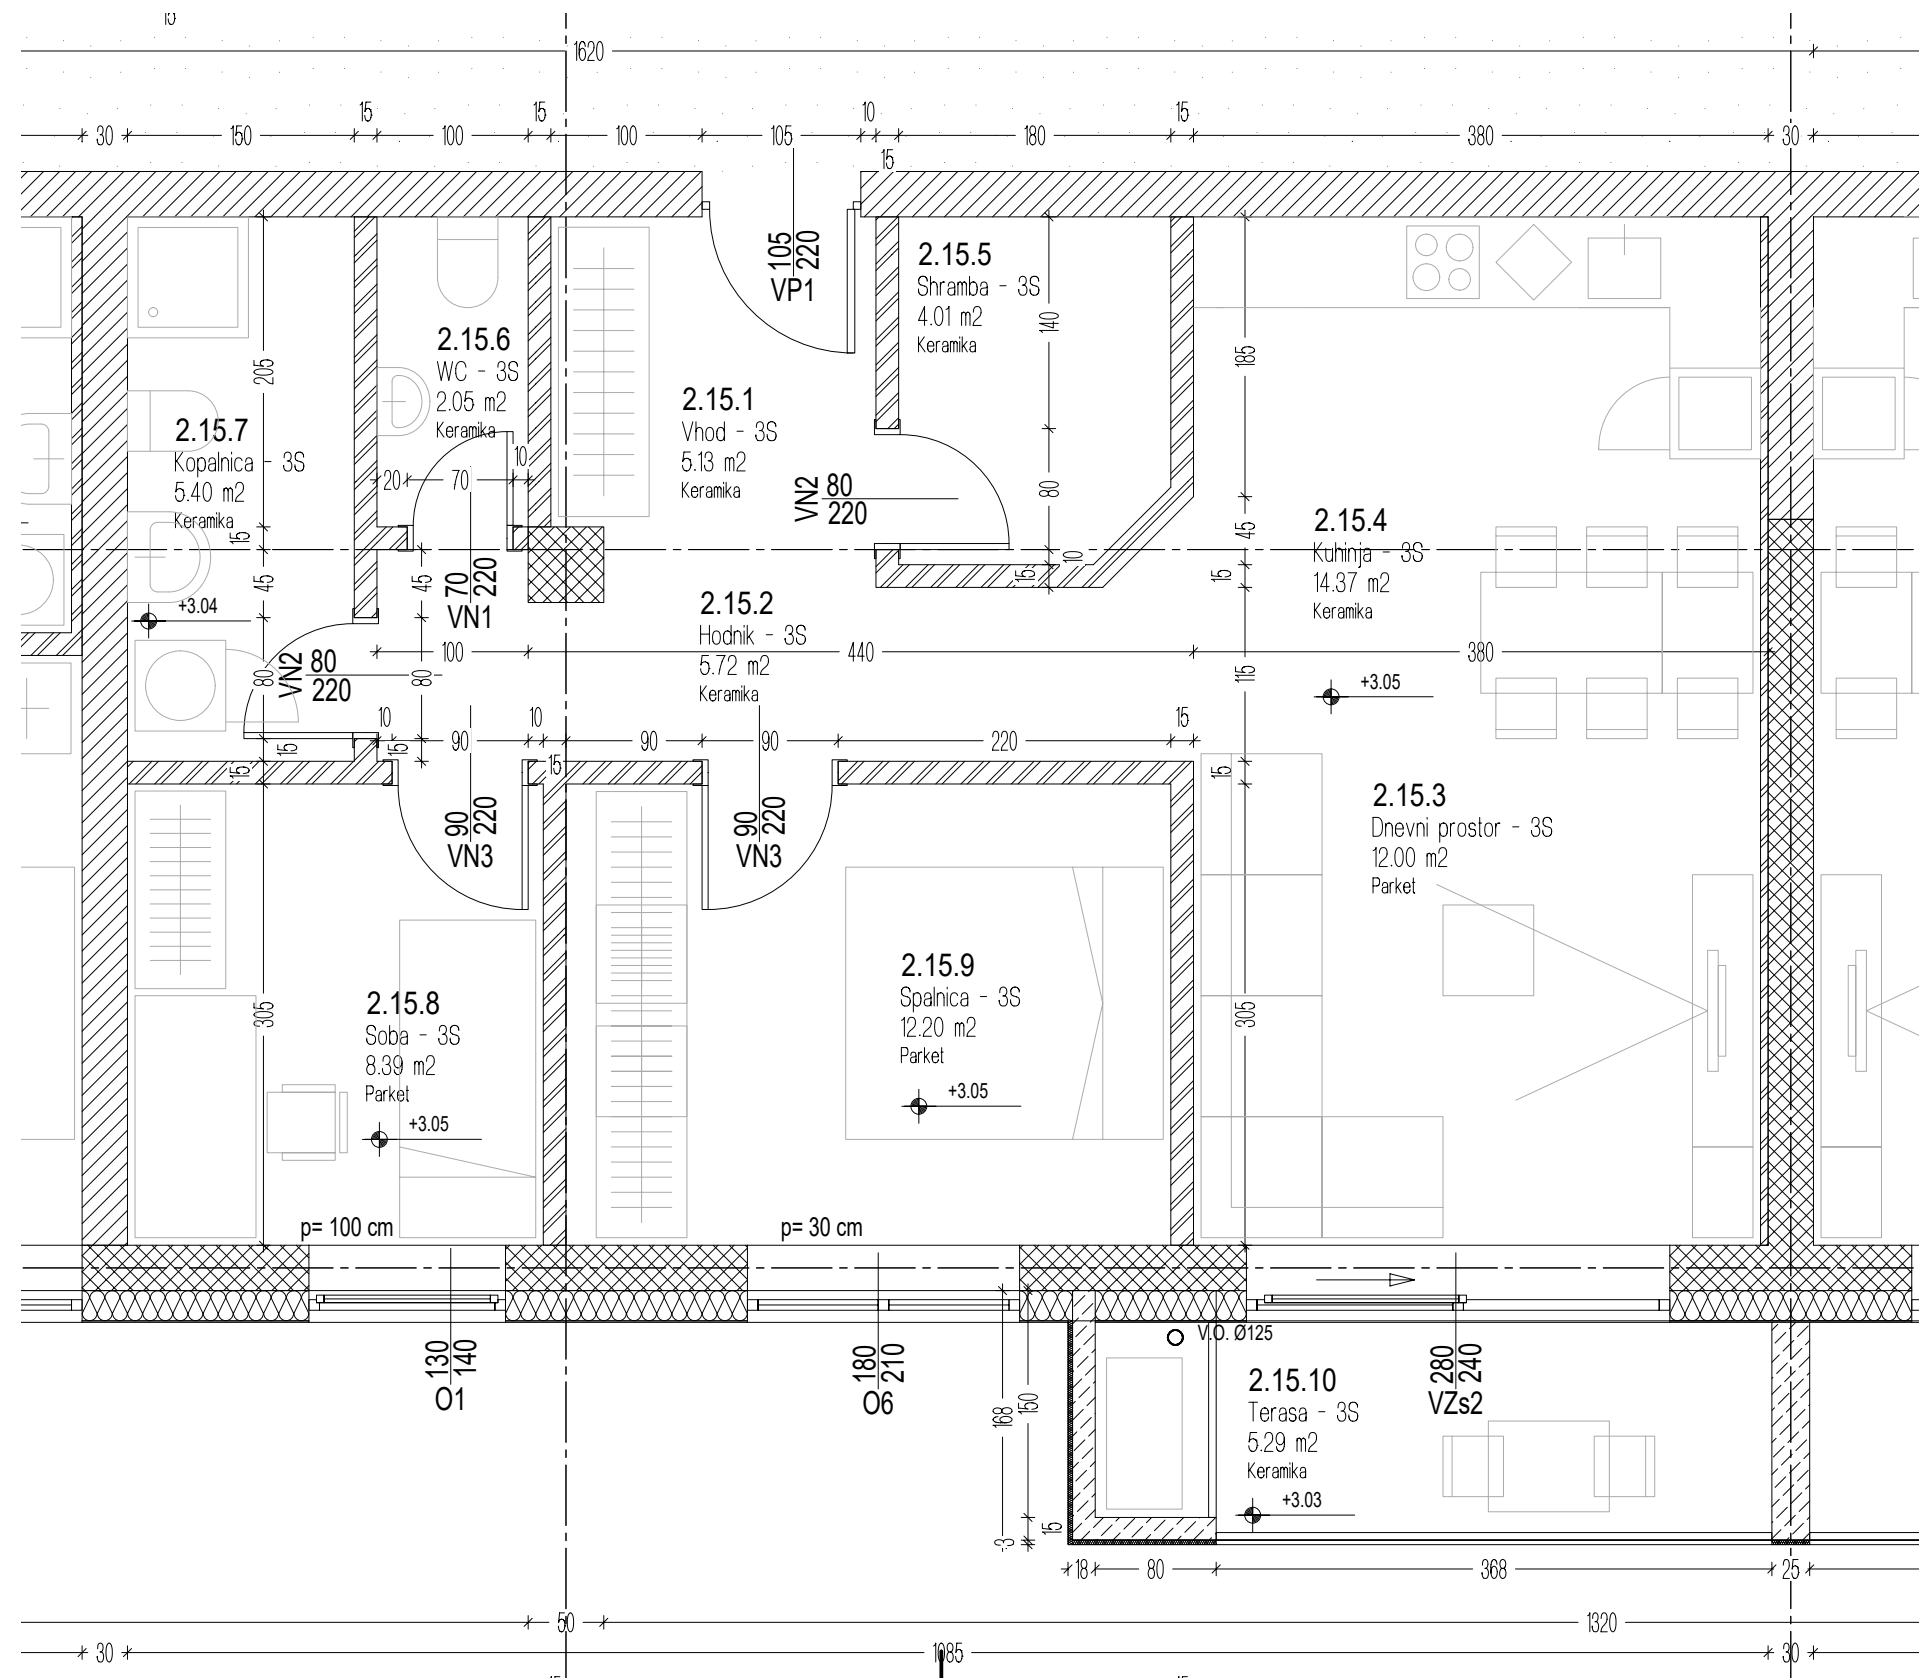 15
1620
15 15 10 15
30 150 100 100 105 180 380 30
15
105
220
VP1
2.15.5
Shramba - 3S
4.01 m2
Keramika
140
185
205
2.15.6
WC - 3S
2.05 m2
Keramika
2.15.1
Vhod - 3S
5.13 m2
Keramika
2.15.7
Kopalnica - 3S
5.40 m2
Keramika
20 70 10
VN2 80
220
80
45
2.15.4
Kuhinja - 3S
14.37 m2
Keramika
15
45
45
70
220
VN1
15 10
15
+3.04
2.15.2
Hodnik - 3S
5.72 m2
Keramika
100 440 380
VN2 80
220
80
80
115
+3.05
10 10 15
15 15 90 90 90 220
15
15
15
90
220
VN3
90
220
VN3
2.15.3
Dnevni prostor - 3S
12.00 m2
Parket
2.15.9
Spalnica - 3S
12.20 m2
Parket
+3.05
2.15.8
Soba - 3S
8.39 m2
Parket
+3.05
305
305
p= 100 cm
p= 30 cm
130
140
O1
180
210
O6
280
240
VZs2
V.O. Ø125
2.15.10
Terasa - 3S
5.29 m2
Keramika
+3.03
168
150
15
3
18 80 368 25
50 1320
30 1085 30